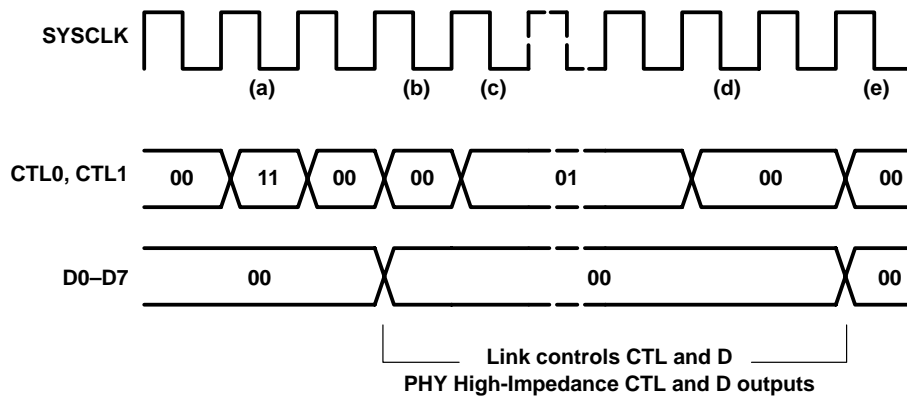 SYSCLK
(a) (b) (c) (d) (e)
CTL0, CTL1 00 11 00 00 01 00 00
D0–D7 00 00 00
Link controls CTL and D
PHY High-Impedance CTL and D outputs